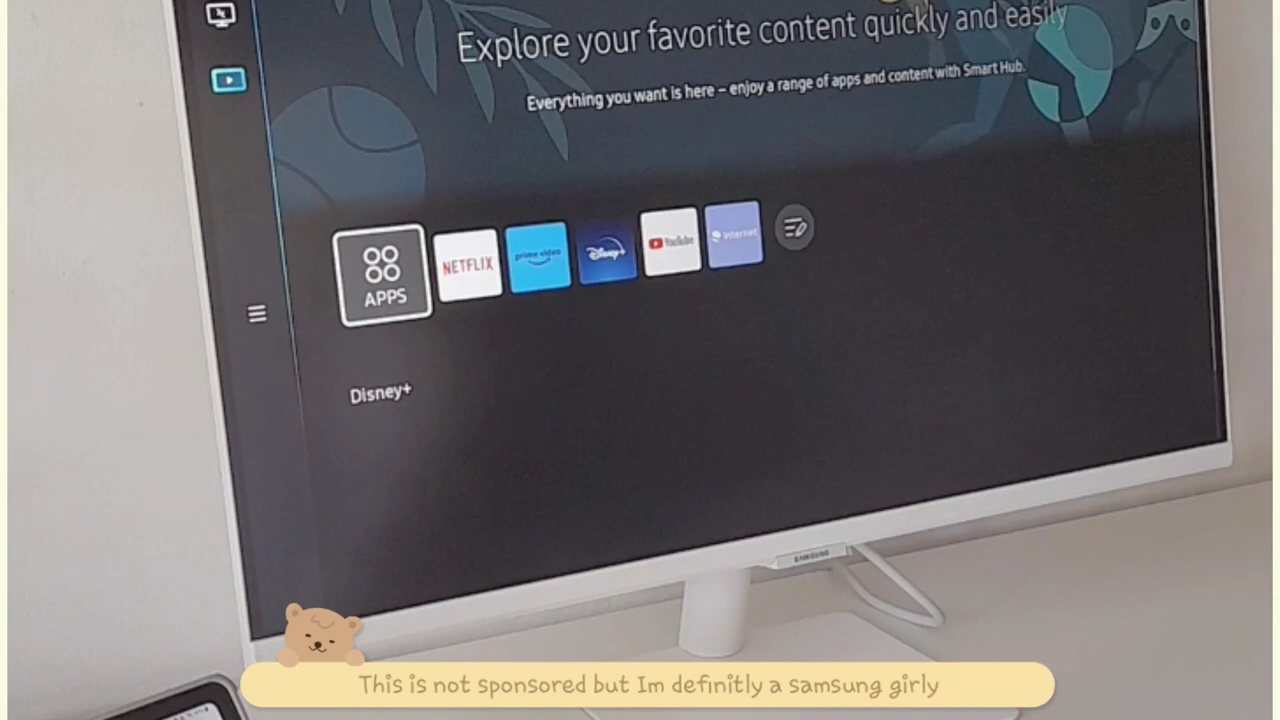 Explore your favorite content quickly and easily
Everything you want is here – enjoy a range of apps and content with Smart Hub.
APPS
NETFLIX
prime video
Disney+
YouTube
Internet
Disney+
SAMSUNG
This is not sponsored but Im definitly a samsung girly